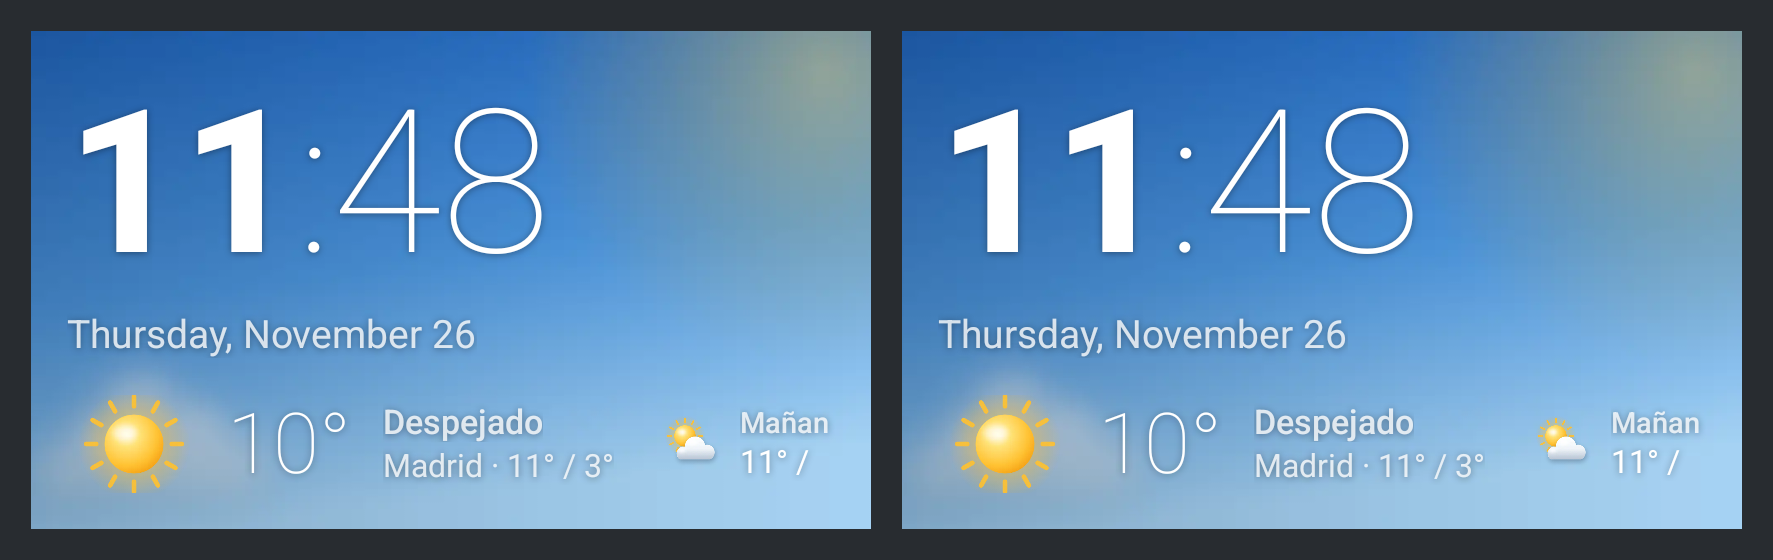 11:48
Thursday, November 26
10°
Despejado
Madrid · 11° / 3°
Mañan
11° /
11:48
Thursday, November 26
10°
Despejado
Madrid · 11° / 3°
Mañan
11° /